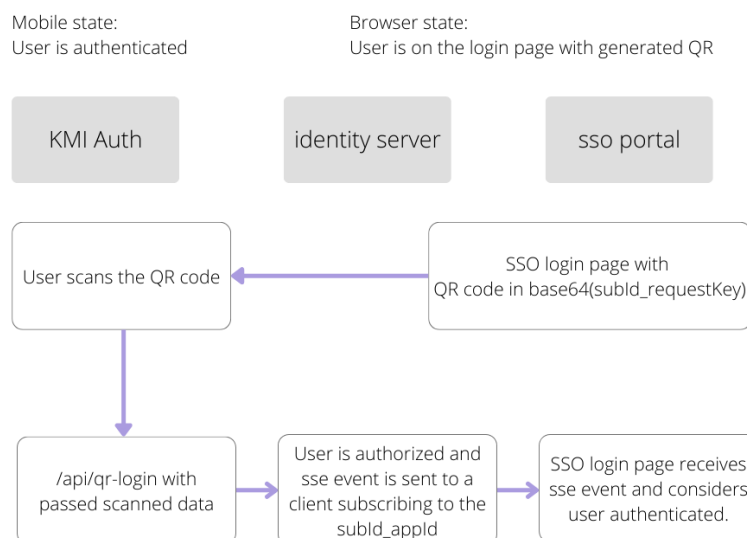 Mobile state:
User is authenticated
Browser state:
User is on the login page with generated QR
KMI Auth
identity server
sso portal
User scans the QR code
SSO login page with
QR code in base64(subId_requestKey)
/api/qr-login with
passed scanned data
User is authorized and
sse event is sent to a
client subscribing to the
subId_appId
SSO login page receives
sse event and considers
user authenticated.